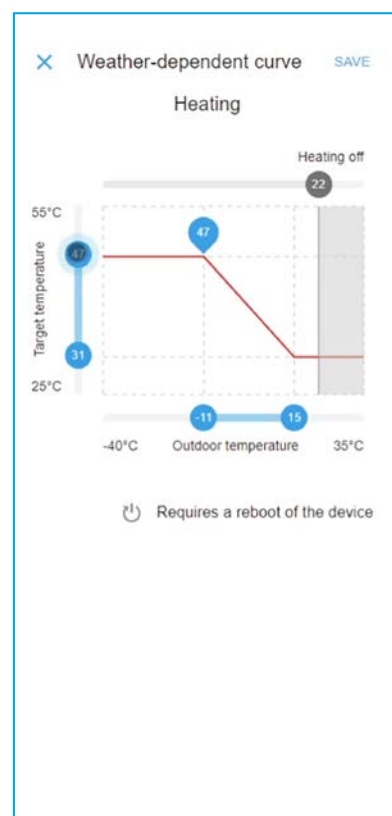 Weather-dependent curve SAVE
Heating
Heating off
22
55°C
47
47
Target temperature
31
25°C
-11 15
-40°C Outdoor temperature 35°C
Requires a reboot of the device